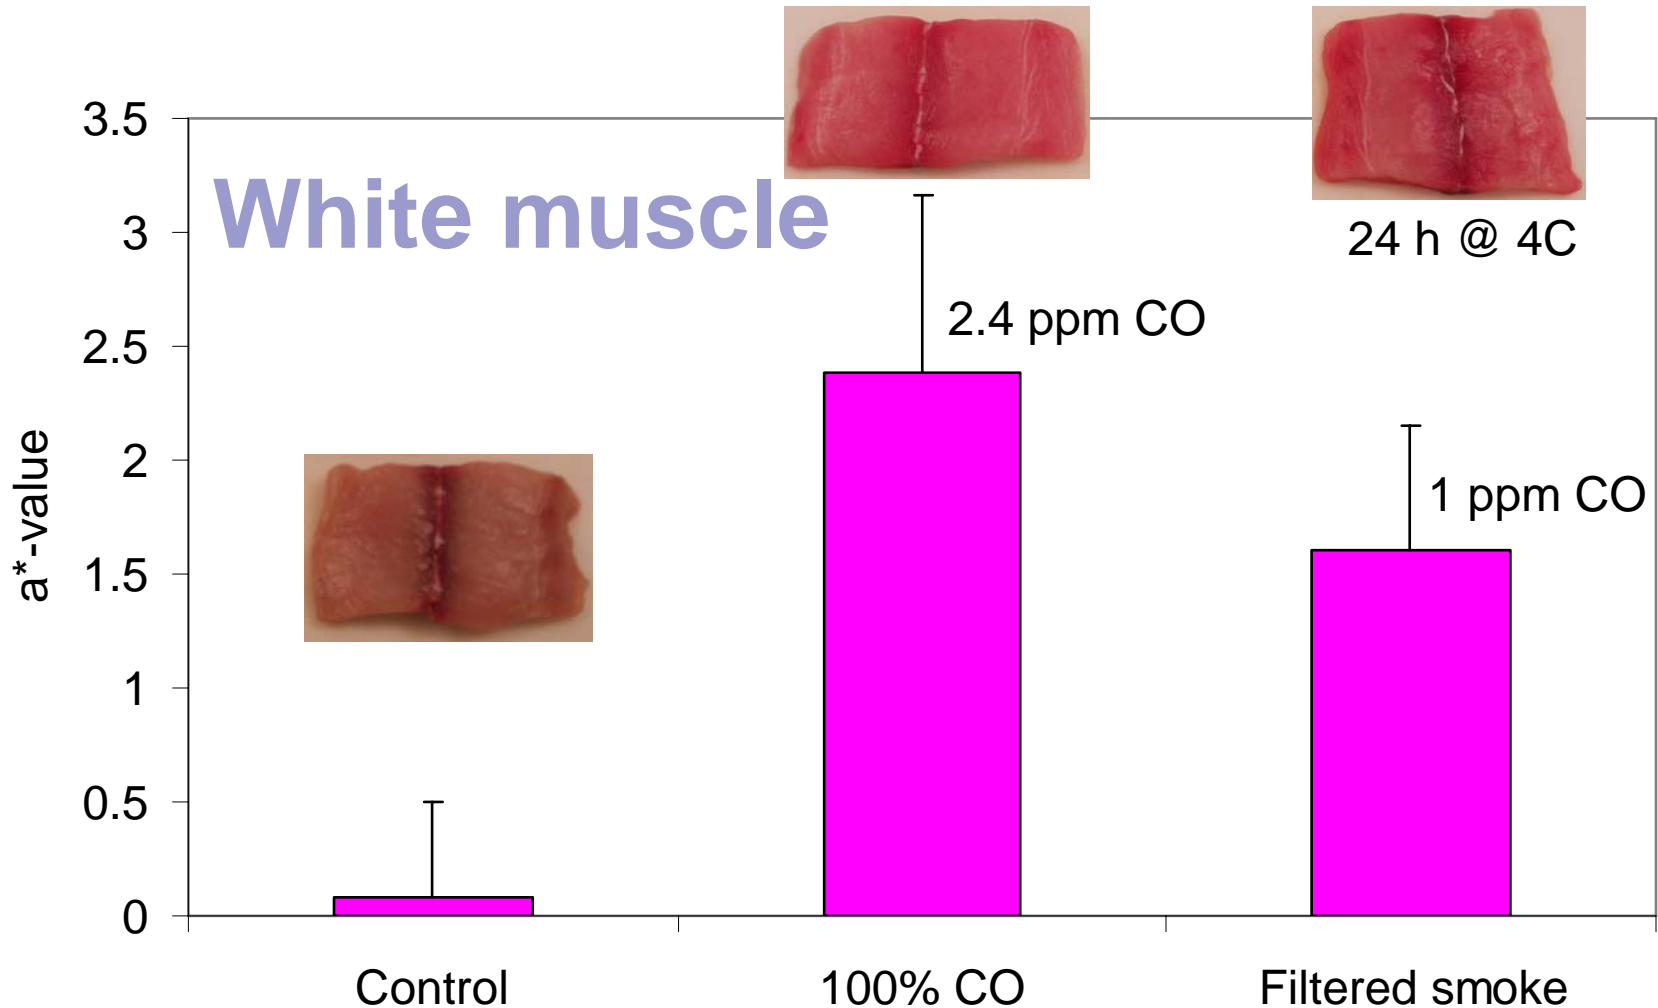 3.5
White muscle
3
24 h @ 4C
2.4 ppm CO
2.5
2
1 ppm CO
a*-value
1.5
1
0.5
0
Control
100% CO
Filtered smoke